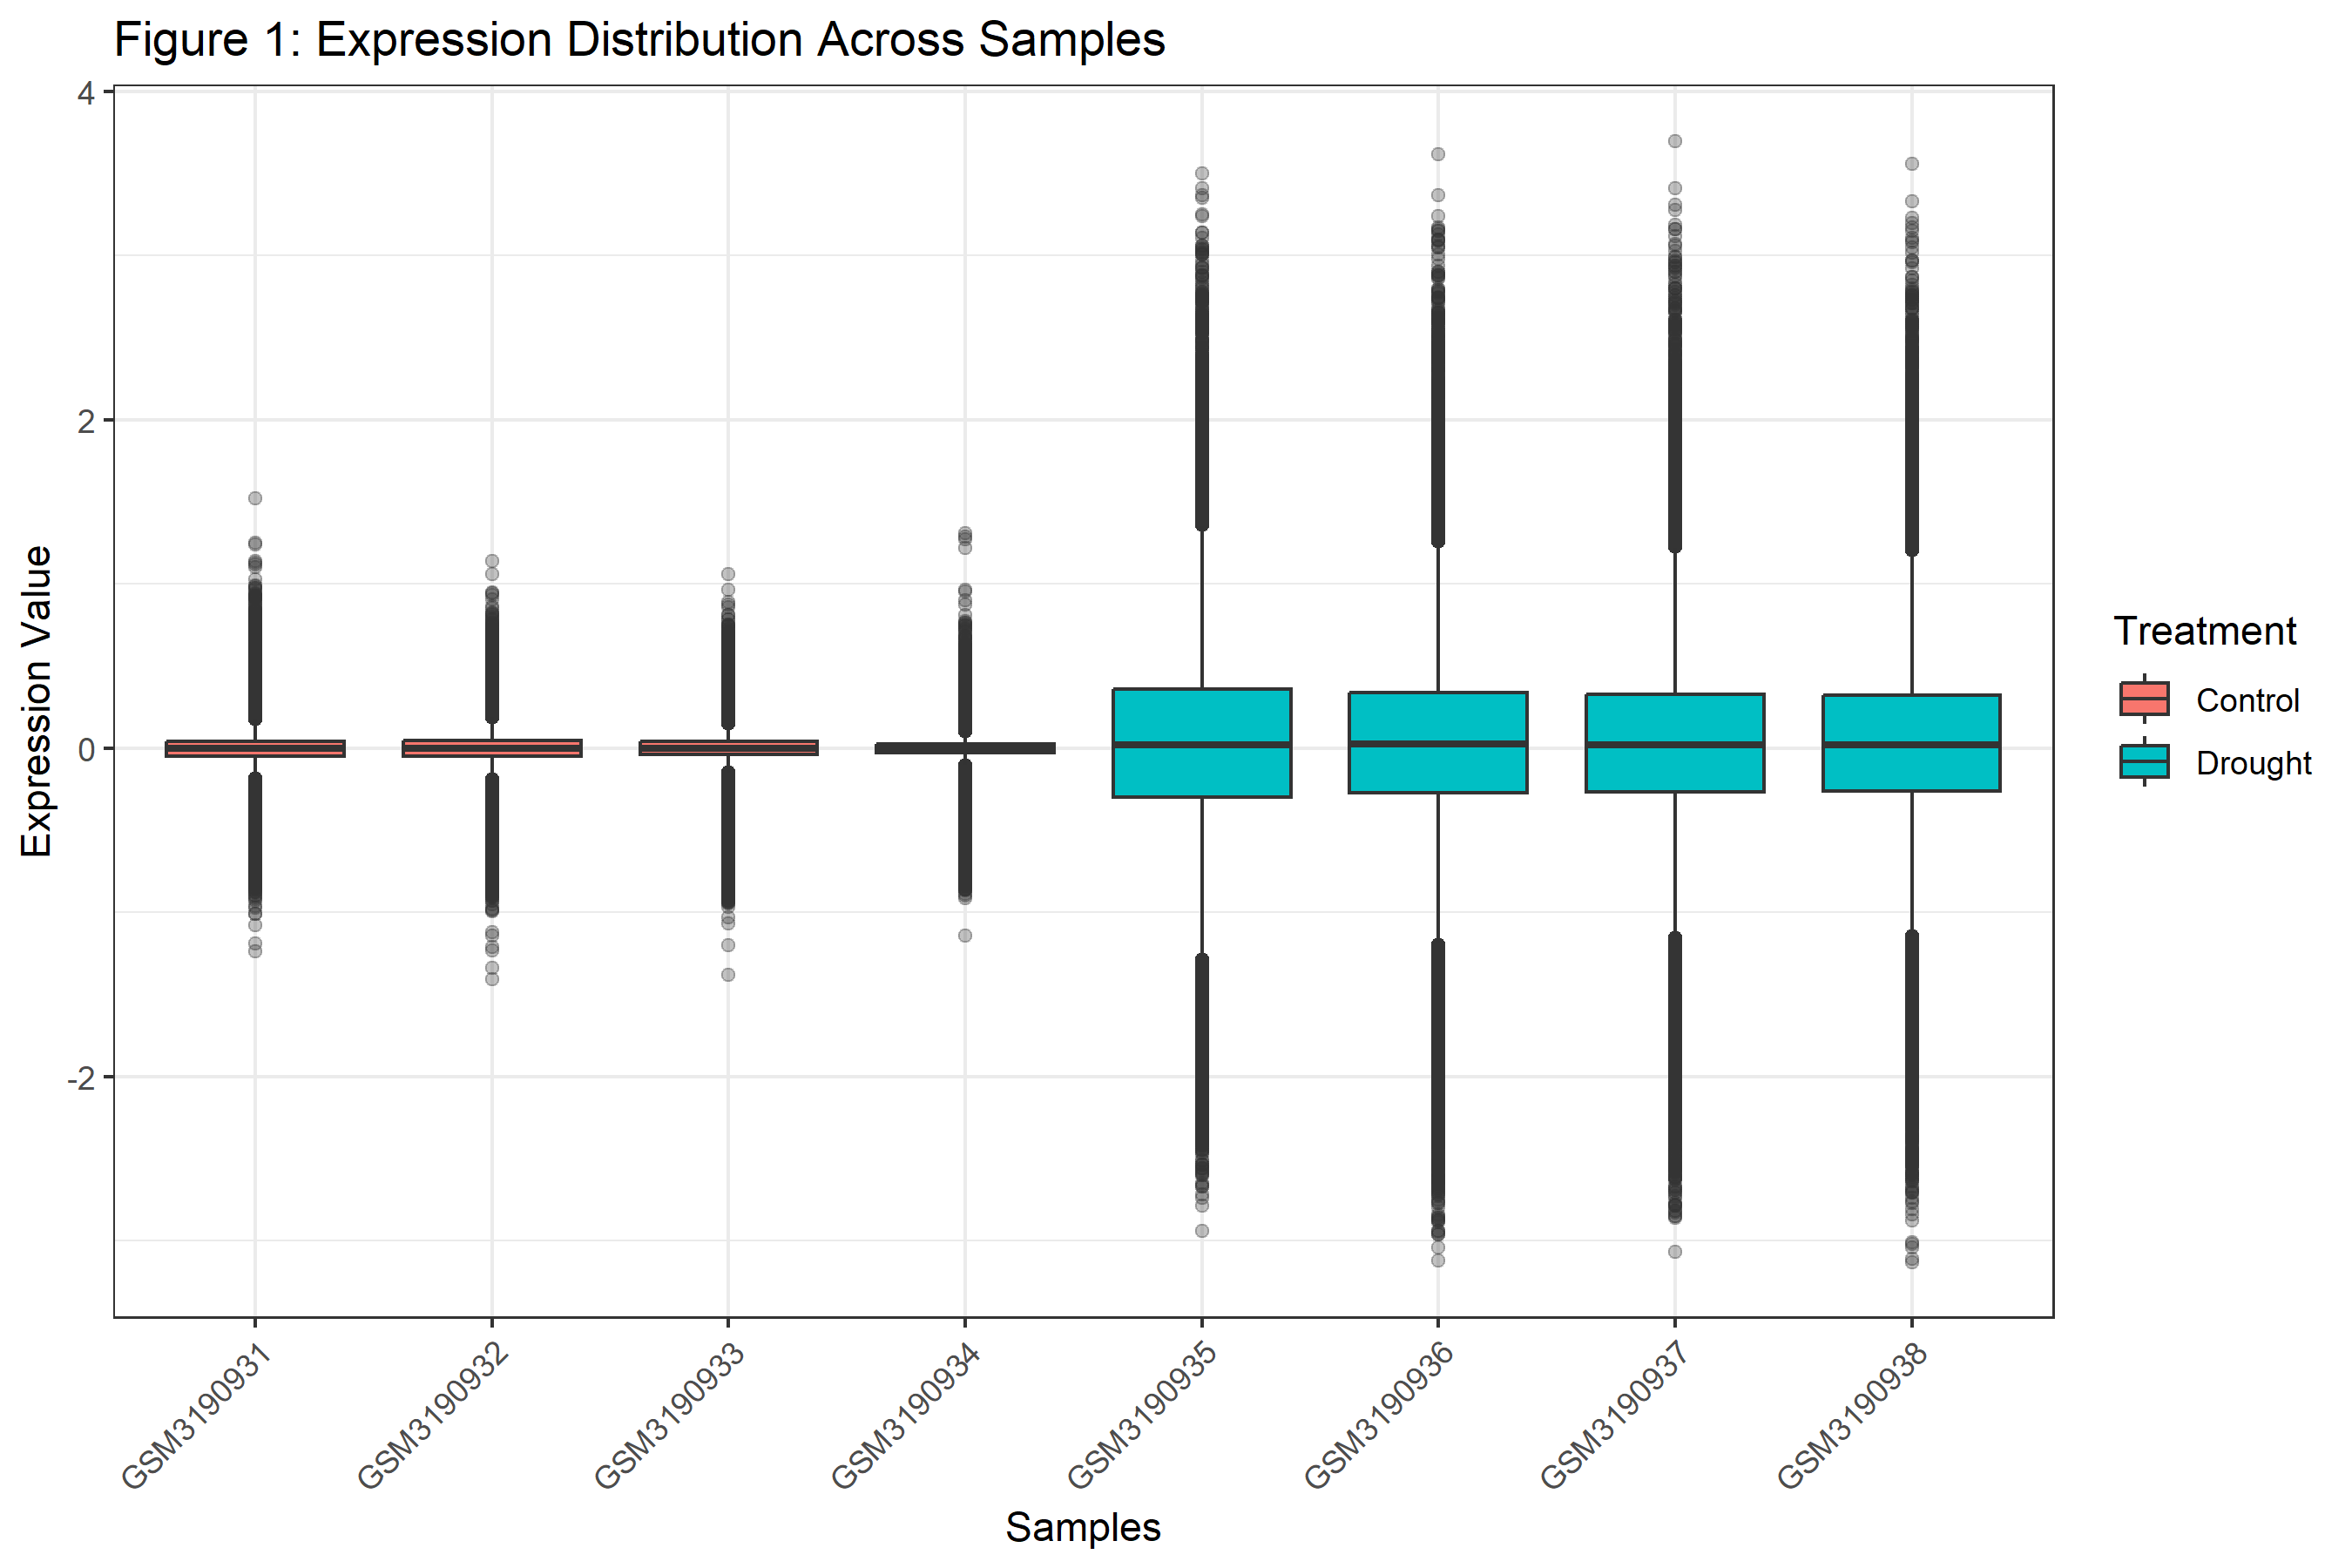 Figure 1: Expression Distribution Across Samples
4
2
0
-2
Expression Value
GSM3190931
GSM3190932
GSM3190933
GSM3190934
GSM3190935
GSM3190936
GSM3190937
GSM3190938
Samples
Treatment
Control
Drought